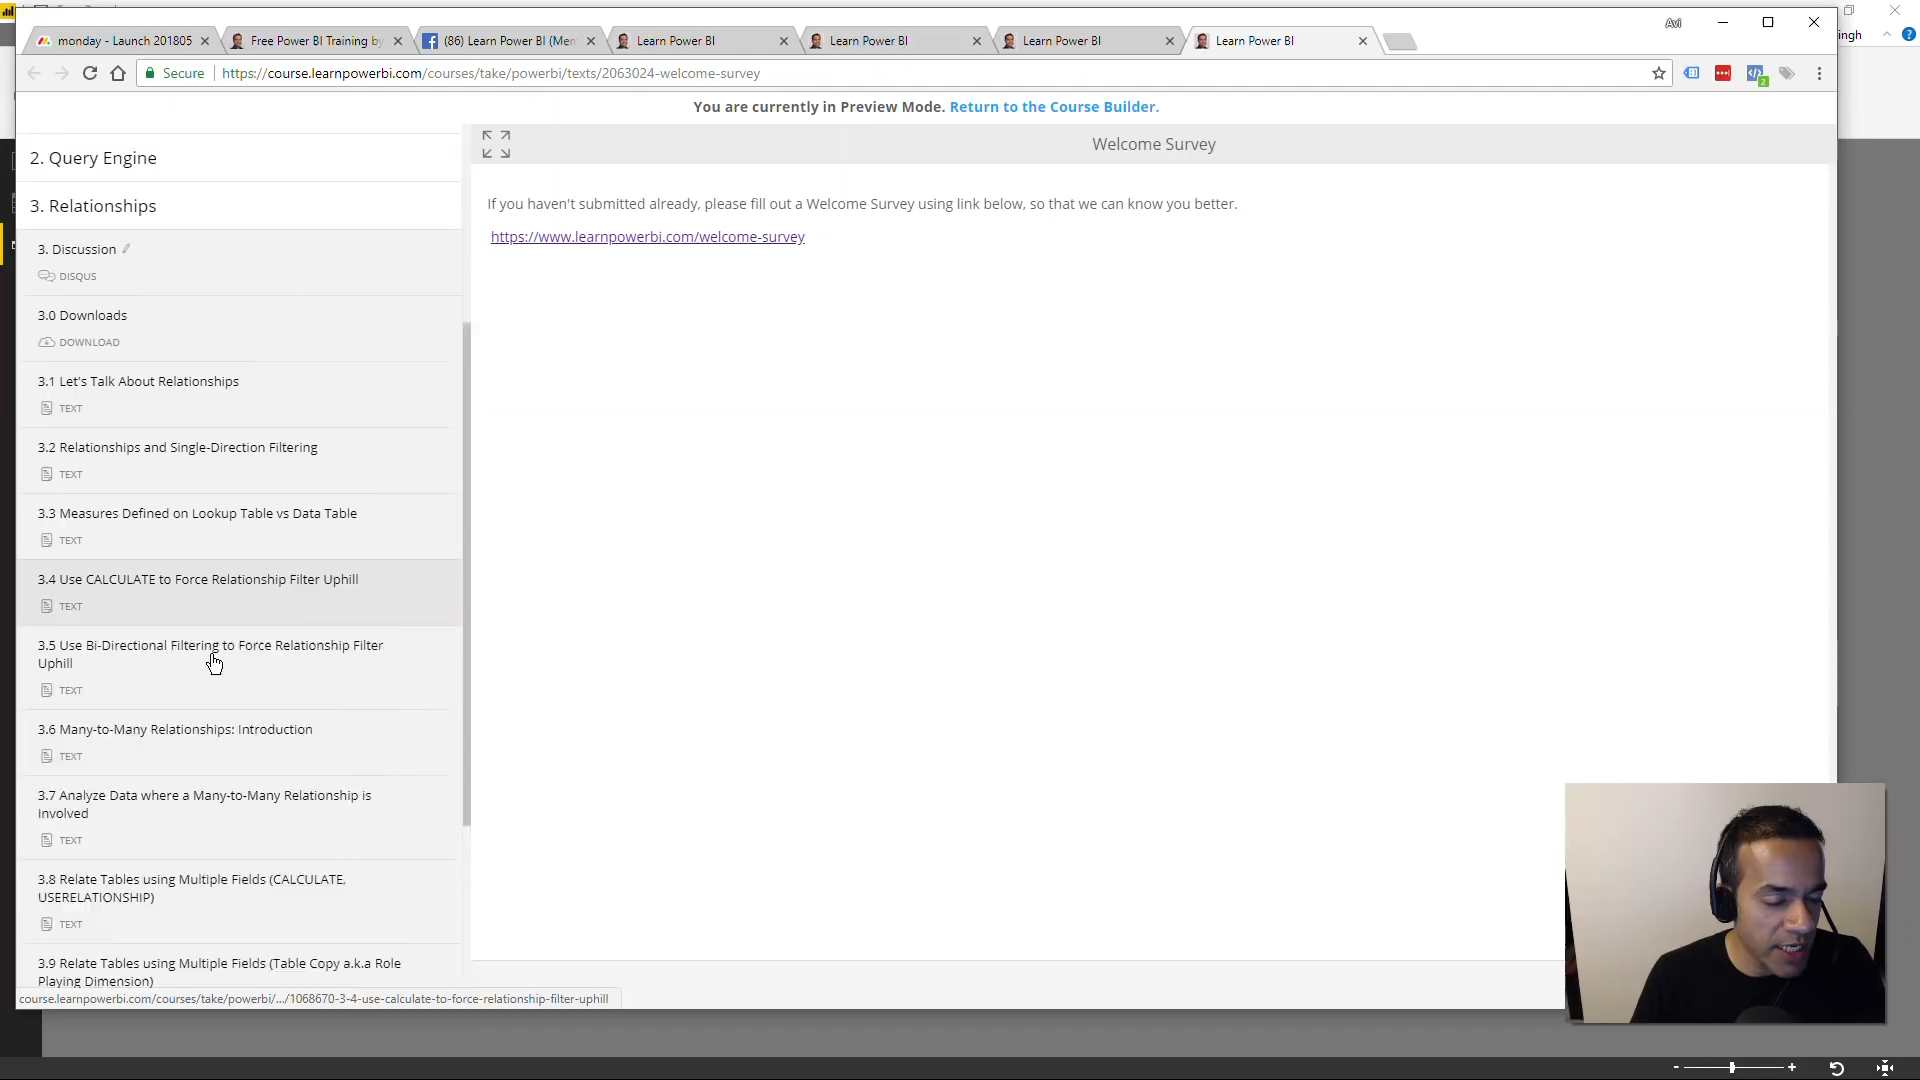 monday - Launch 201805
Free Power BI Training by
(86) Learn Power BI (Mem
Learn Power BI
Learn Power BI
Learn Power BI
Learn Power BI
Avi
ingh
Secure
https://course.learnpowerbi.com/courses/take/powerbi/texts/2063024-welcome-survey
2
You are currently in Preview Mode. Return to the Course Builder.
2. Query Engine
3. Relationships
3. Discussion
DISQUS
3.0 Downloads
DOWNLOAD
3.1 Let's Talk About Relationships
TEXT
3.2 Relationships and Single-Direction Filtering
TEXT
3.3 Measures Defined on Lookup Table vs Data Table
TEXT
3.4 Use CALCULATE to Force Relationship Filter Uphill
TEXT
3.5 Use Bi-Directional Filtering to Force Relationship Filter
Uphill
TEXT
3.6 Many-to-Many Relationships: Introduction
TEXT
3.7 Analyze Data where a Many-to-Many Relationship is
involved
TEXT
3.8 Relate Tables using Multiple Fields (CALCULATE,
USERELATIONSHIP)
TEXT
3.9 Relate Tables using Multiple Fields (Table Copy a.k.a Role
Playing Dimension)
course.learnpowerbi.com/courses/take/powerbi/.../1068670-3-4-use-calculate-to-force-relationship-filter-uphill
Welcome Survey
If you haven't submitted already, please fill out a Welcome Survey using link below, so that we can know you better.
https://www.learnpowerbi.com/welcome-survey